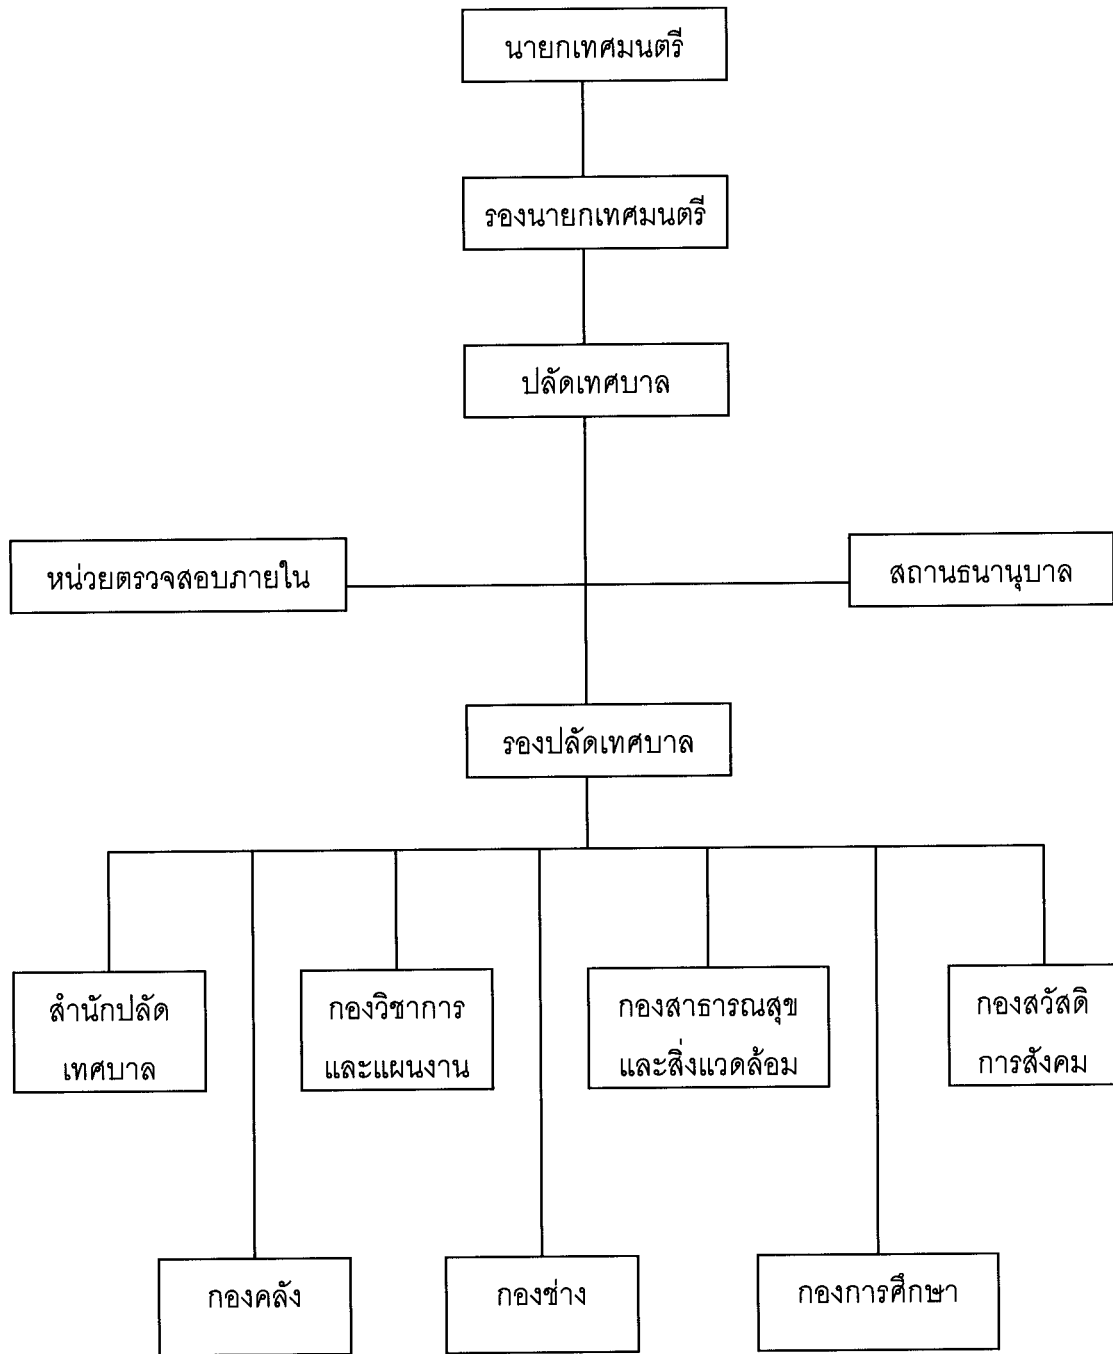 นายกเทศมนตรี
รองนายกเทศมนตรี
ปลัดเทศบาล
หน่วยตรวจสอบภายใน
สถานธนานุบาล
รองปลัดเทศบาล
สำนักปลัด
เทศบาล
กองวิชาการ
และแผนงาน
กองสาธารณสุข
และสิ่งแวดล้อม
กองสวัสดิ
การสังคม
กองคลัง
กองช่าง
กองการศึกษา